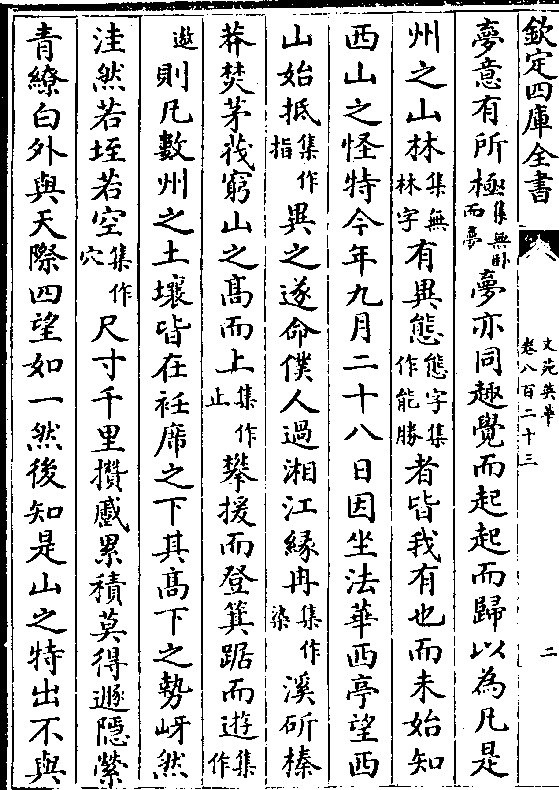 欽定四庫全書
文苑英華
卷八百二十三
二
夢意有所極集無卧而夢夢亦同趣覺而起起而歸以為凡是
州之山林集無林字有異態態字集作能勝者皆我有也而未始知
西山之怪特今年九月二十八日因坐法華西亭望西
山始抵集作指異之遂命僕人過湘江緣冉集作染溪斫榛
莽焚茅茷窮山之髙而上集作止攀援而登箕踞而遊集作
遨則凡數州之土壤皆在袵席之下其髙下之勢岈然
洼然若垤若空集作穴尺寸千里攢蹙累積莫得遯隱縈
青繚白外與天際四望如一然後知是山之特出不與